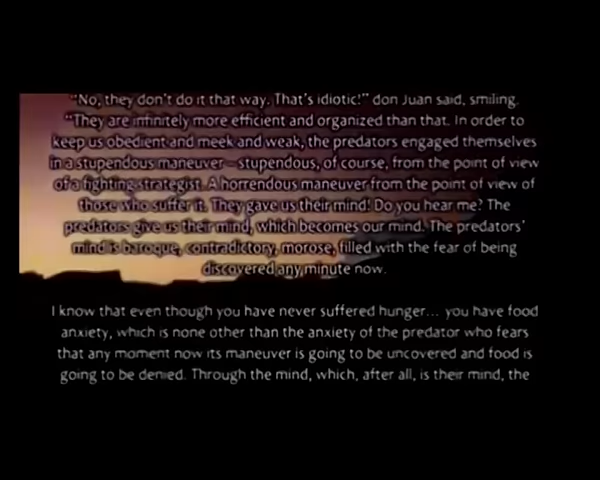 "No, they don't do it that way. That's idiotic!" don Juan said, smiling.
"They are infinitely more efficient and organized than that. In order to
keep us obedient and meek and weak, the predators engaged themselves
in a stupendous maneuver—stupendous, of course, from the point of view
of a fighting strategist. A horrendous maneuver from the point of view of
those who suffer it. They gave us their mind! Do you hear me? The
predators give us their mind, which becomes our mind. The predators'
mind is baroque, contradictory, morose, filled with the fear of being
discovered any minute now.
I know that even though you have never suffered hunger... you have food
anxiety, which is none other than the anxiety of the predator who fears
that any moment now its maneuver is going to be uncovered and food is
going to be denied. Through the mind, which, after all, is their mind, the